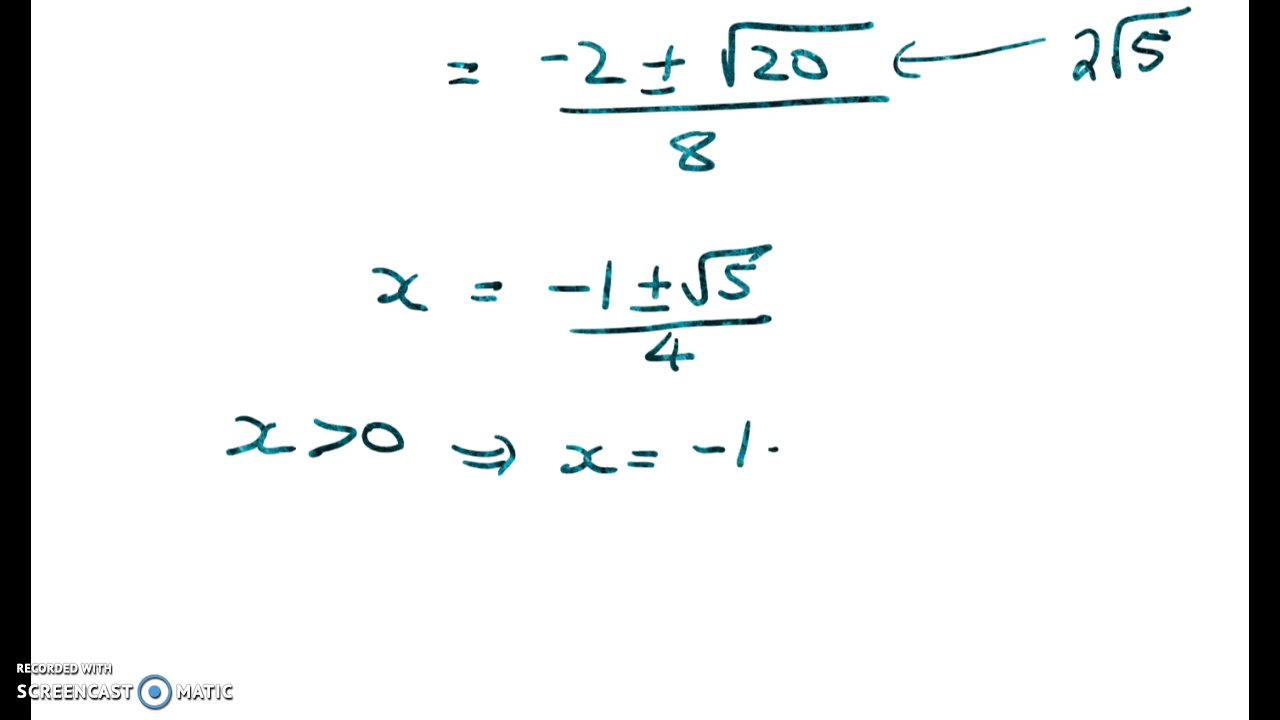 = -2 ± √20 / 8 ← 2√5
x = -1 ± √5 / 4
x > 0 ⇒ x = -1 -
RECORDED WITH
SCREENCAST MATIC